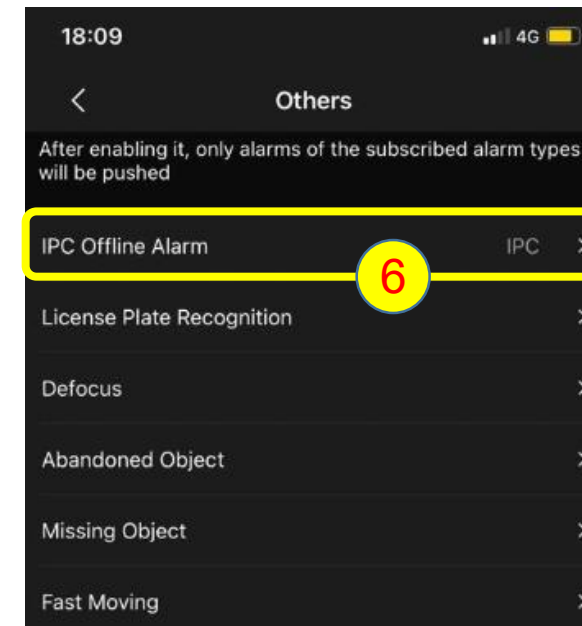 18:09 4G
Others
After enabling it, only alarms of the subscribed alarm types
will be pushed
IPC Offline Alarm IPC
6
License Plate Recognition
Defocus
Abandoned Object
Missing Object
Fast Moving